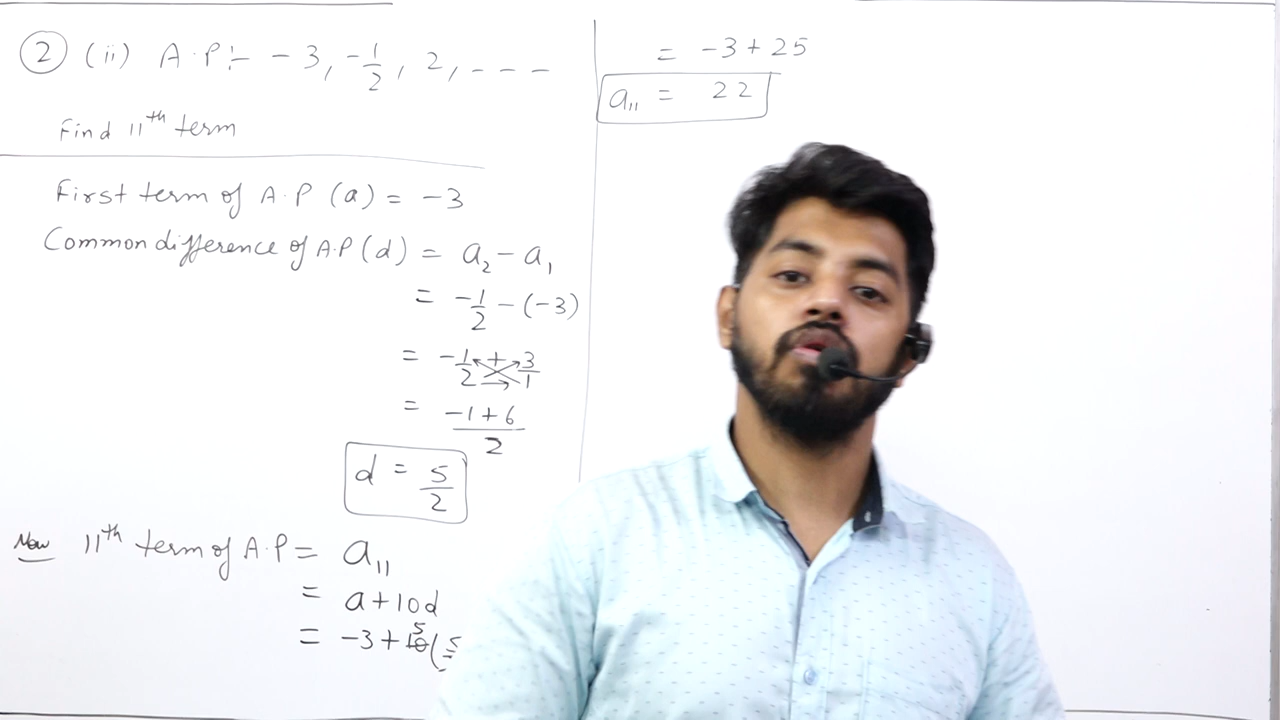 ② (ii) A.P:- -3, -1/2, 2, - - -
Find 11th term
First term of A.P (a) = -3
Common difference of A.P (d) = a₂ - a₁
= -1/2 - (-3)
= -1/2 + 3/1
= (-1+6)/2
d = 5/2
Now 11th term of A.P = a₁₁
= a+10d
= -3+10 5(5
= -3+25
a₁₁ = 22